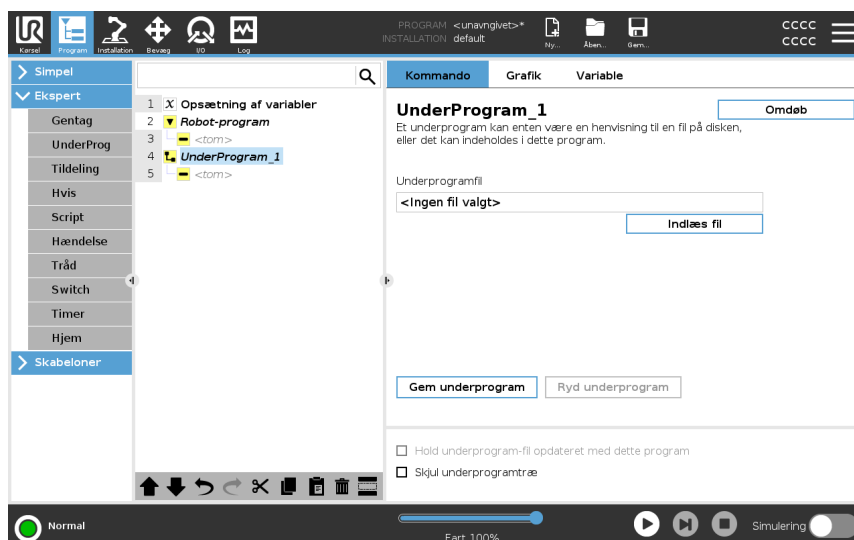 UR
PROGRAM <unavngivet>*
INSTALLATION default
Kørsel
Program
Installation
Bevæg
I/O
Log
Ny...
Åben...
Gem...
CCCC
CCCC
Simpel
Ekspert
Gentag
UnderProg
Tildeling
Hvis
Script
Hændelse
Tråd
Switch
Timer
Hjem
Skabeloner
1 X Opsætning af variabler
2 Robot-program
3 <tom>
4 UnderProgram_1
5 <tom>
Kommando
Grafik
Variable
UnderProgram_1
Omdøb
Et underprogram kan enten være en henvisning til en fil på disken,
eller det kan indeholdes i dette program.
Underprogramfil
<Ingen fil valgt>
Indlæs fil
Gem underprogram
Ryd underprogram
Hold underprogram-fil opdateret med dette program
Skjul underprogramtræ
Normal
Fart 100%
Simulering